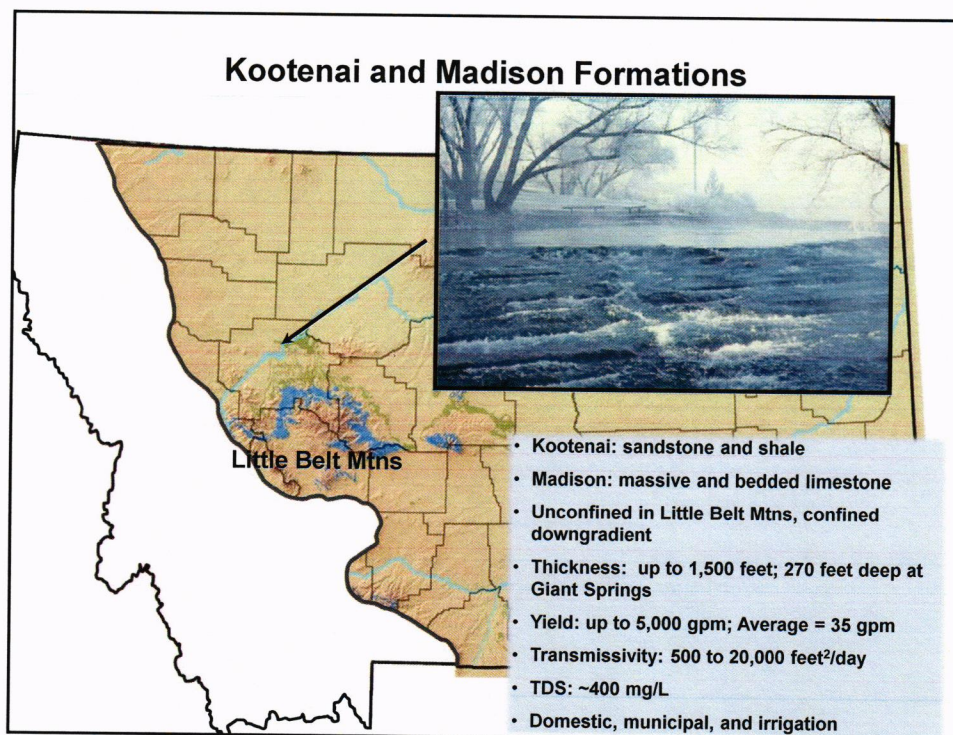 Kootenai and Madison Formations
Little Belt Mtns
• Kootenai: sandstone and shale
• Madison: massive and bedded limestone
• Unconfined in Little Belt Mtns, confined
downgradient
• Thickness: up to 1,500 feet; 270 feet deep at
Giant Springs
• Yield: up to 5,000 gpm; Average = 35 gpm
• Transmissivity: 500 to 20,000 feet²/day
• TDS: ~400 mg/L
• Domestic, municipal, and irrigation